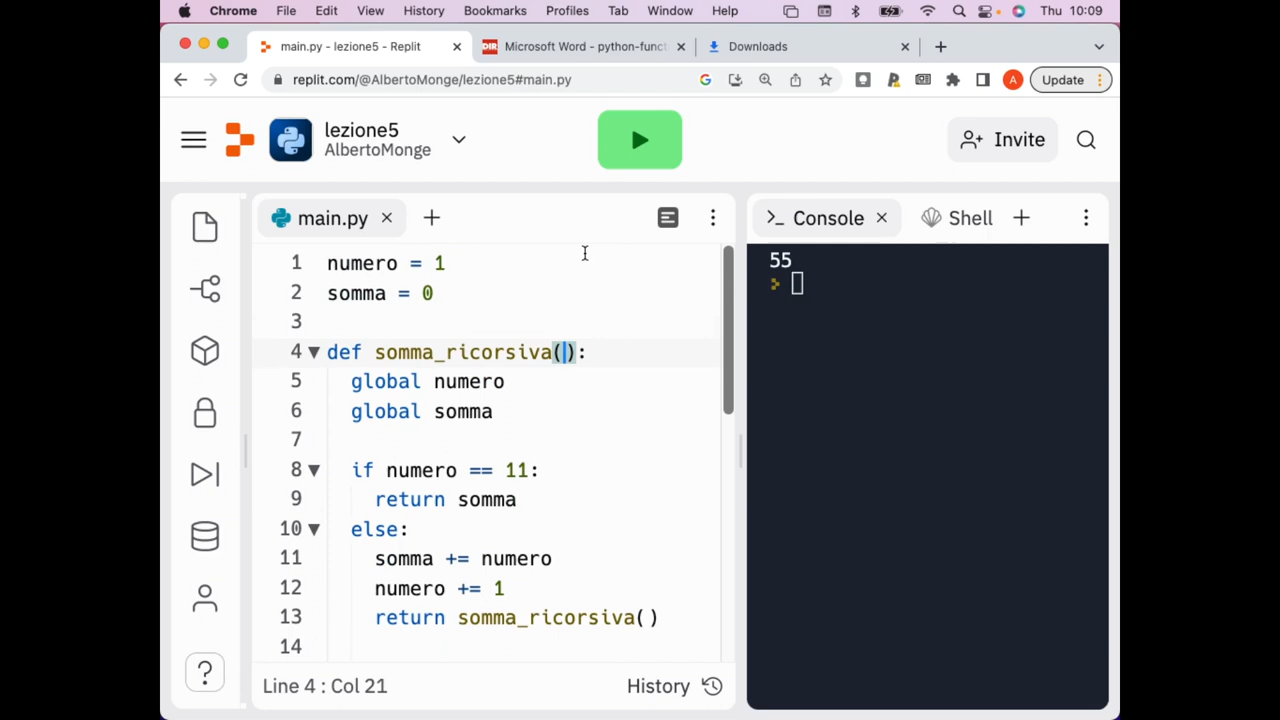 Chrome File Edit View History Bookmarks Profiles Tab Window Help Thu 10:09
main.py - lezione5 - Replit DIR Microsoft Word - python-funct Downloads
replit.com/@AlbertoMonge/lezione5#main.py A Update
lezione5
AlbertoMonge
Invite
main.py
Console Shell
1 numero = 1
2 somma = 0
3
4 def somma_ricorsiva():
5 global numero
6 global somma
7
8 if numero == 11:
9 return somma
10 else:
11 somma += numero
12 numero += 1
13 return somma_ricorsiva()
14
55
Line 4 : Col 21 History